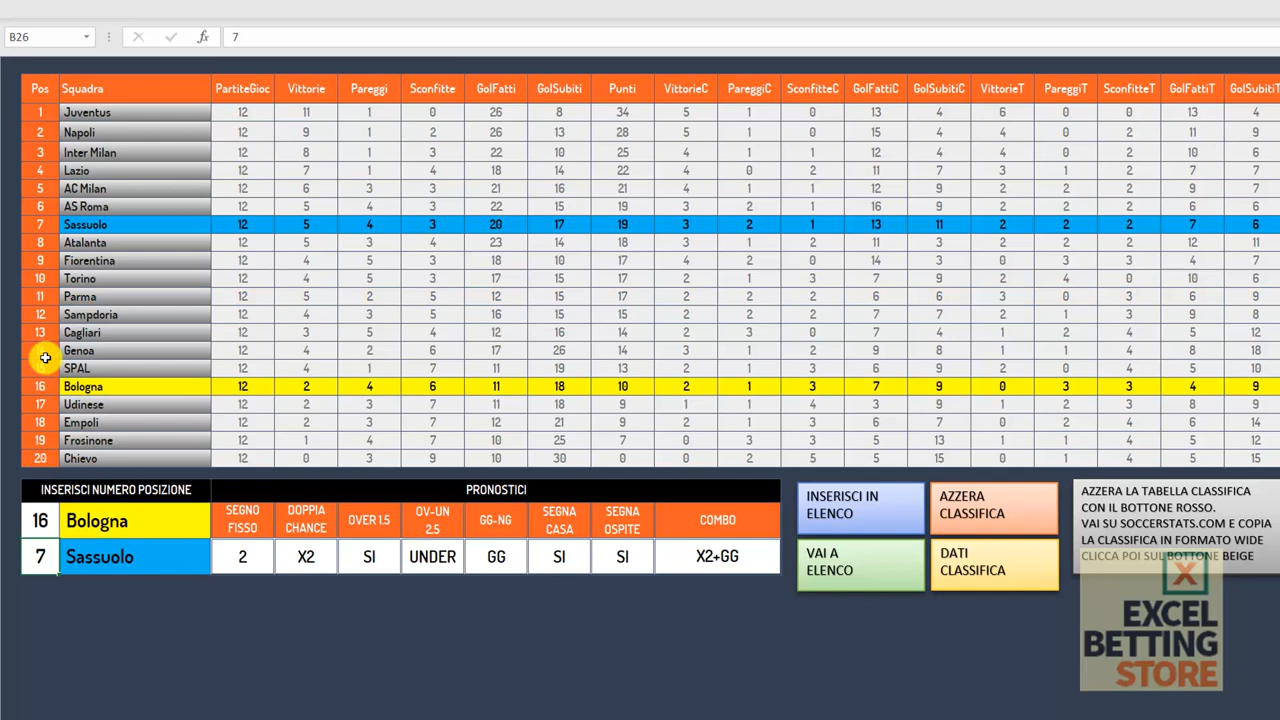 B26 fx 7
Pos Squadra PartiteGioc Vittorie Pareggi Sconfitte GolFatti GolSubiti Punti VittorieC PareggiC SconfitteC GolFattiC GolSubitiC VittorieT PareggiT SconfitteT GolFattiT GolSubitiT
1 Juventus 12 11 1 0 26 8 34 5 1 0 13 4 6 0 0 13 4
2 Napoli 12 9 1 2 26 13 28 5 1 0 15 4 4 0 2 11 9
3 Inter Milan 12 8 1 3 22 10 25 4 1 1 12 4 4 0 2 10 6
4 Lazio 12 7 1 4 18 14 22 4 0 2 11 7 3 1 2 7 7
5 AC Milan 12 6 3 3 21 16 21 4 1 1 12 9 2 2 2 9 7
6 AS Roma 12 5 4 3 22 15 19 3 2 1 16 9 2 2 2 6 6
7 Sassuolo 12 5 4 3 20 17 19 3 2 1 13 11 2 2 2 7 6
8 Atalanta 12 5 3 4 23 14 18 3 1 2 11 3 2 2 2 12 11
9 Fiorentina 12 4 5 3 18 10 17 4 2 0 14 3 0 3 3 4 7
10 Torino 12 4 5 3 18 15 17 2 1 3 7 9 2 4 0 10 6
11 Parma 12 5 2 5 12 15 17 2 2 2 6 6 3 0 3 6 9
12 Sampdoria 12 4 3 5 16 15 15 2 2 2 7 7 2 1 3 9 8
13 Cagliari 12 3 5 4 12 16 14 2 3 0 7 4 1 2 4 5 12
Genoa 12 4 2 6 17 26 14 3 1 2 9 8 1 1 4 8 18
SPAL 12 4 1 7 11 19 13 2 1 3 6 9 2 0 4 5 10
16 Bologna 12 2 4 6 11 18 10 2 1 3 7 9 0 3 3 4 9
17 Udinese 12 2 3 7 11 18 9 1 1 4 3 9 1 2 3 8 9
18 Empoli 12 2 3 7 12 21 9 2 1 3 6 7 0 2 4 6 14
19 Frosinone 12 1 4 7 10 25 7 0 3 3 5 13 1 1 4 5 12
20 Chievo 12 0 3 9 10 30 0 0 2 5 5 15 0 1 4 5 15
INSERISCI NUMERO POSIZIONE PRONOSTICI
SEGNO FISSO DOPPIA CHANCE OVER 1.5 OV-UN 2.5 GG-NG SEGNA CASA SEGNA OSPITE COMBO
16 Bologna
7 Sassuolo 2 X2 SI UNDER GG SI SI X2+GG
INSERISCI IN
ELENCO
AZZERA
CLASSIFICA
VAI A
ELENCO
DATI
CLASSIFICA
AZZERA LA TABELLA CLASSIFICA
CON IL BOTTONE ROSSO.
VAI SU SOCCERSTATS.COM E COPIA
LA CLASSIFICA IN FORMATO WIDE
CLICCA POI SUL BOTTONE BEIGE
X
EXCEL
BETTING
STORE